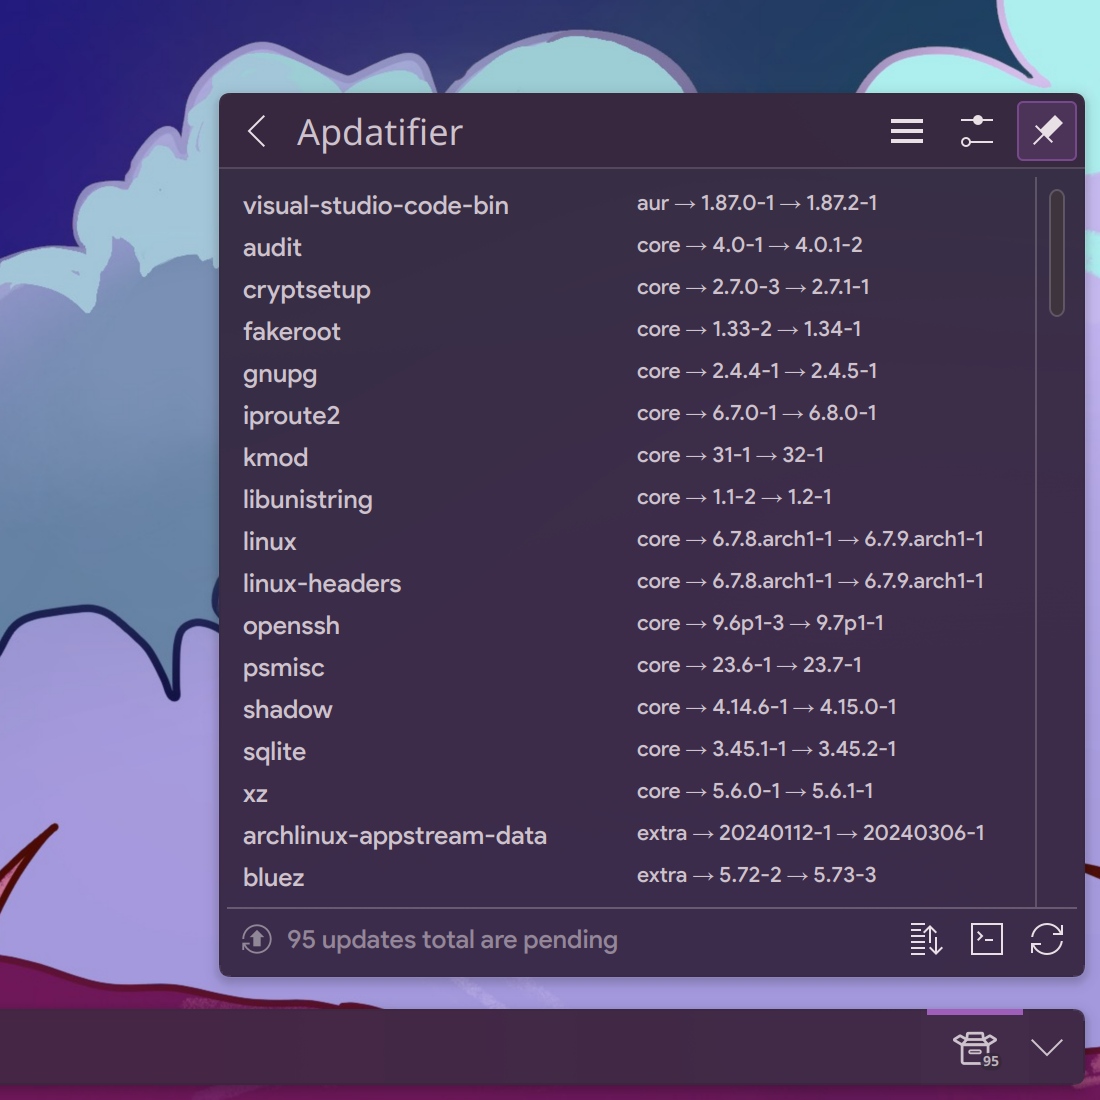 Apdatifier
visual-studio-code-bin aur → 1.87.0-1 → 1.87.2-1
audit core → 4.0-1 → 4.0.1-2
cryptsetup core → 2.7.0-3 → 2.7.1-1
fakeroot core → 1.33-2 → 1.34-1
gnupg core → 2.4.4-1 → 2.4.5-1
iproute2 core → 6.7.0-1 → 6.8.0-1
kmod core → 31-1 → 32-1
libunistring core → 1.1-2 → 1.2-1
linux core → 6.7.8.arch1-1 → 6.7.9.arch1-1
linux-headers core → 6.7.8.arch1-1 → 6.7.9.arch1-1
openssh core → 9.6p1-3 → 9.7p1-1
psmisc core → 23.6-1 → 23.7-1
shadow core → 4.14.6-1 → 4.15.0-1
sqlite core → 3.45.1-1 → 3.45.2-1
xz core → 5.6.0-1 → 5.6.1-1
archlinux-appstream-data extra → 20240112-1 → 20240306-1
bluez extra → 5.72-2 → 5.73-3
95 updates total are pending
95